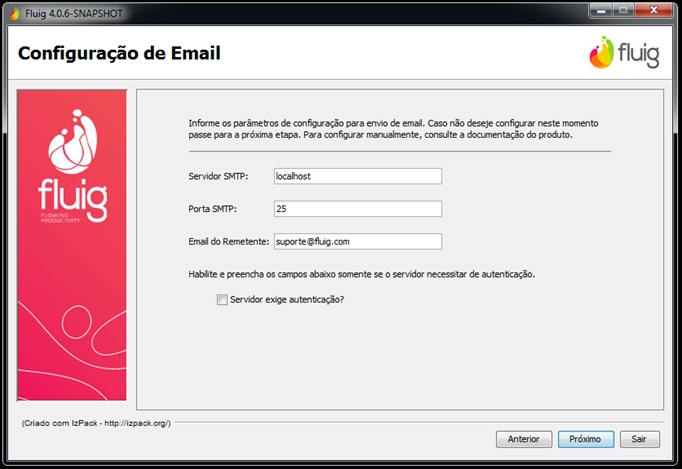 Fluig 4.0.6-SNAPSHOT
Configuração de Email
fluig
fluig
FLOWING
PRODUCTIVITY
Informe os parâmetros de configuração para envio de email. Caso não deseje configurar neste momento
passe para a próxima etapa. Para configurar manualmente, consulte a documentação do produto.
Servidor SMTP: localhost
Porta SMTP: 25
Email do Remetente: suporte@fluig.com
Habilite e preencha os campos abaixo somente se o servidor necessitar de autenticação.
Servidor exige autenticação?
(Criado com IzPack - http://izpack.org/)
Anterior Próximo Sair